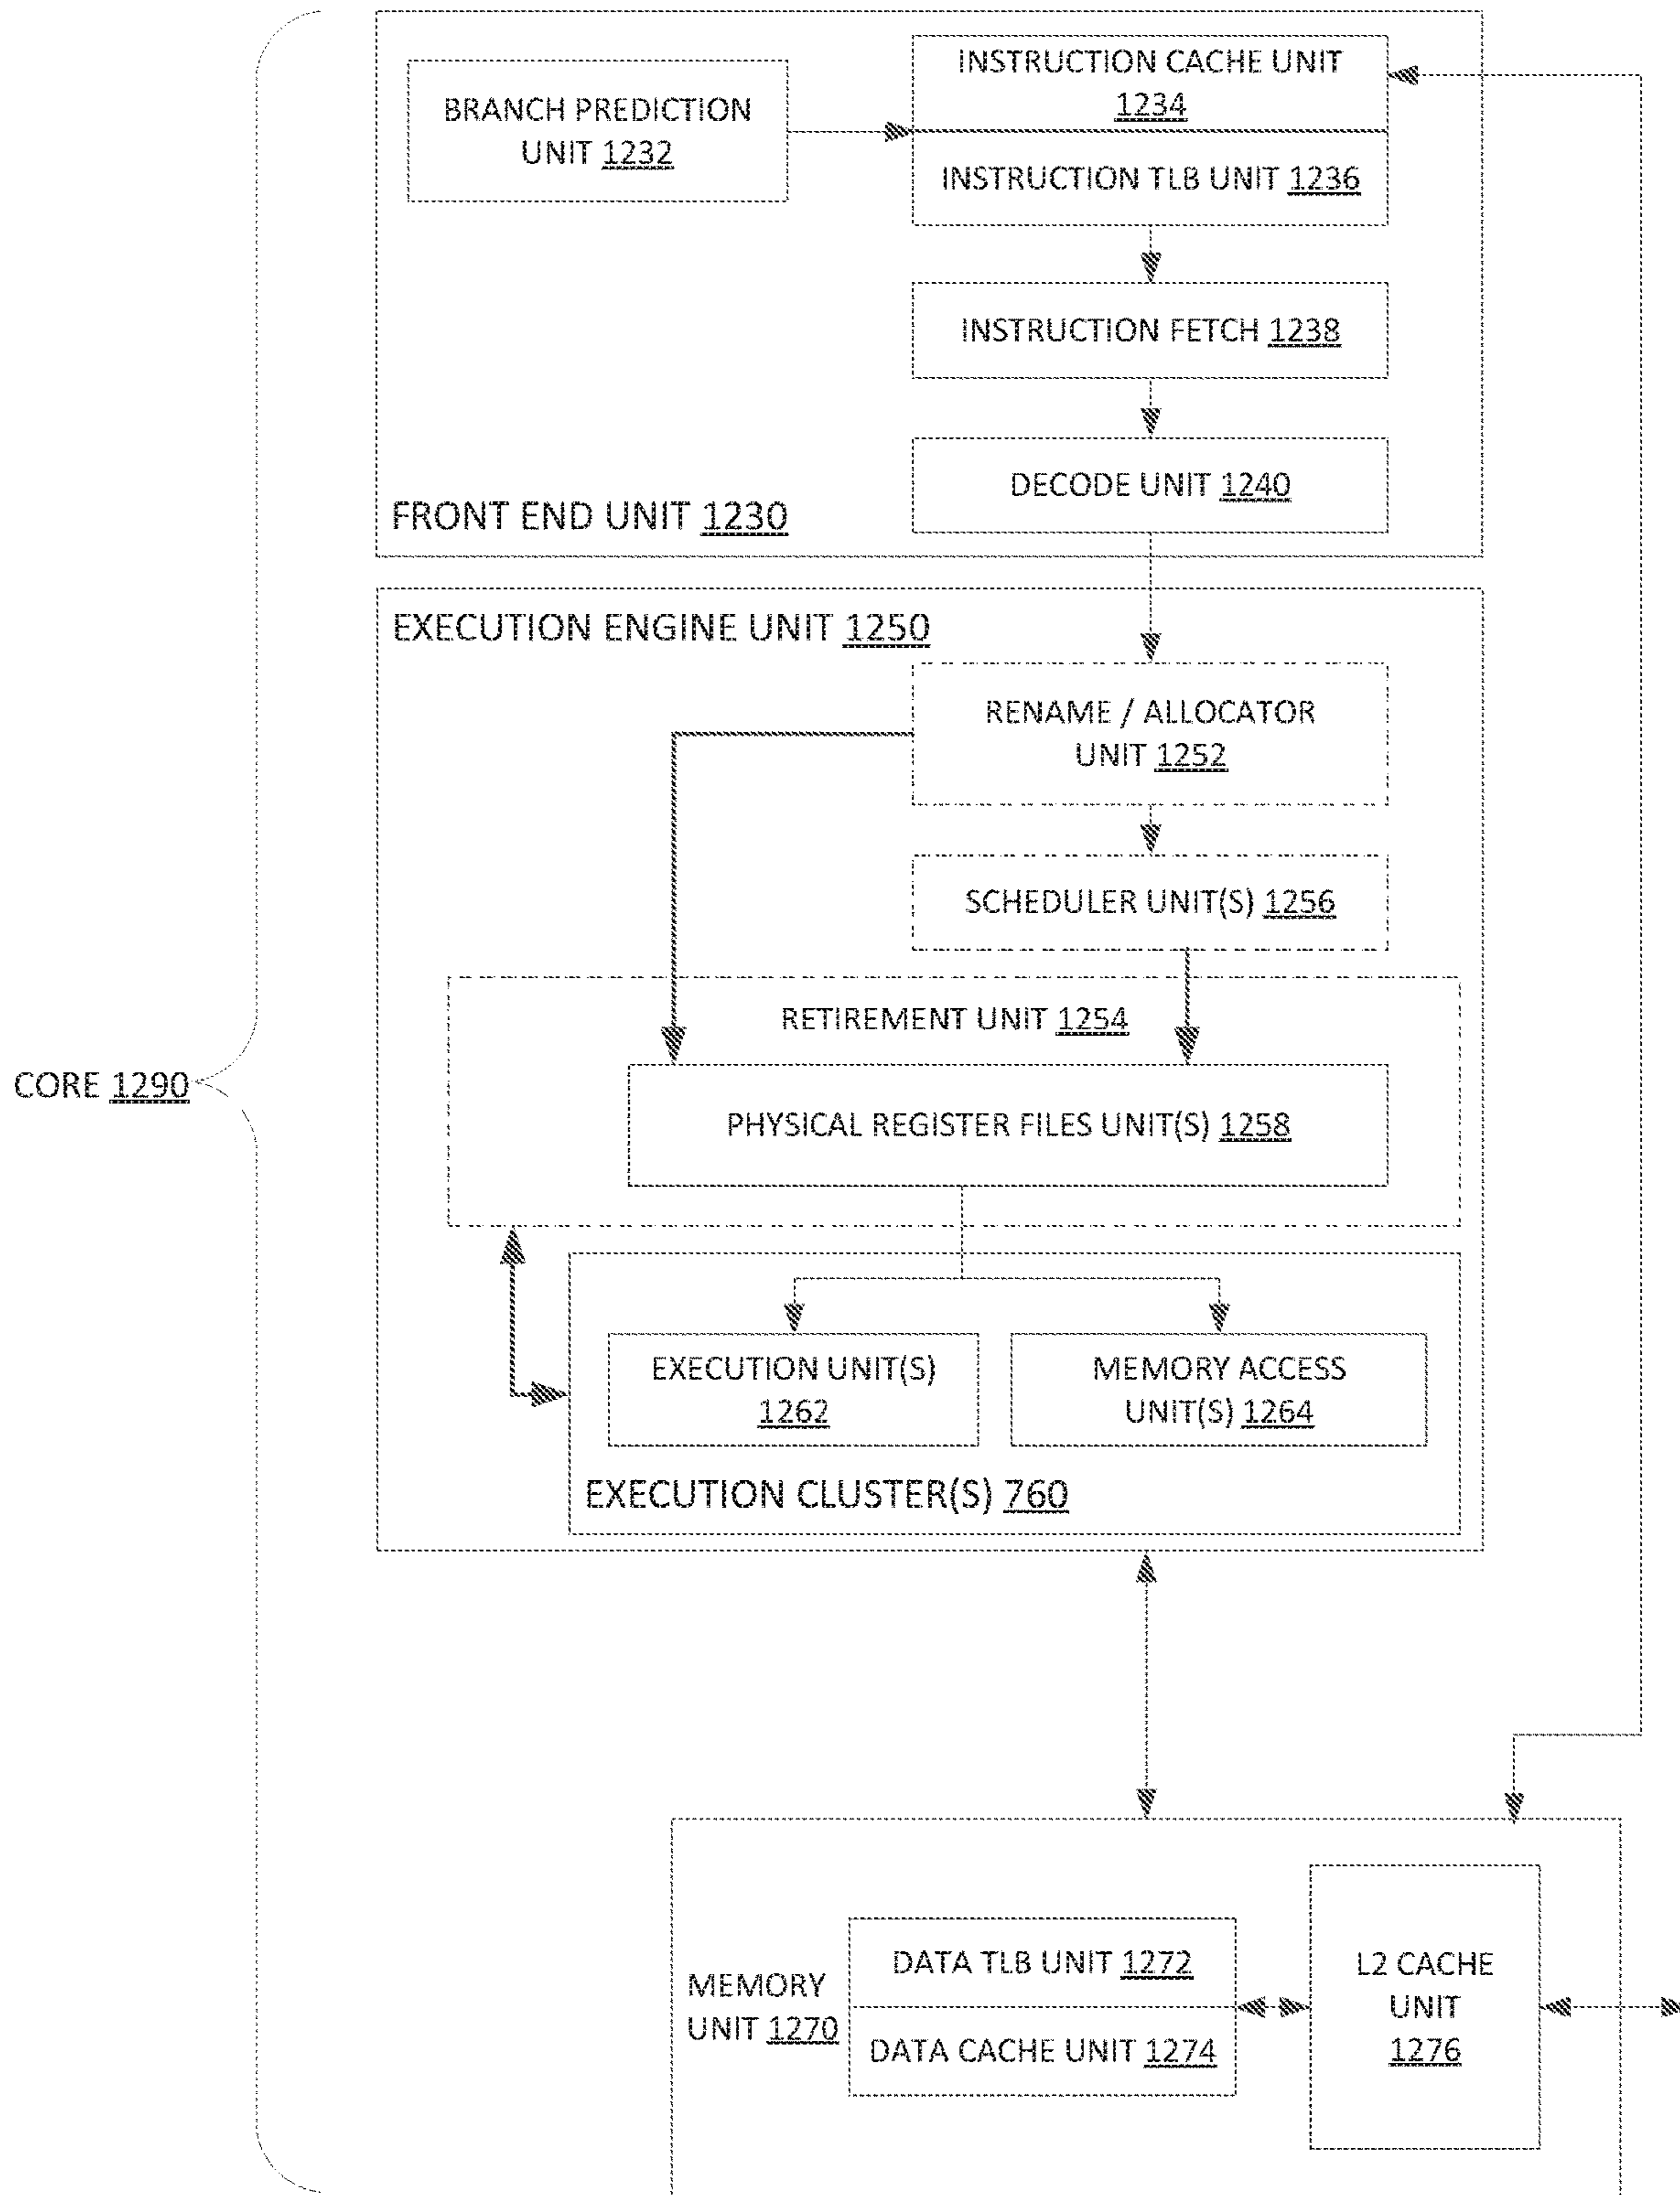 BRANCH PREDICTION
UNIT 1232
INSTRUCTION CACHE UNIT
1234
INSTRUCTION TLB UNIT 1236
INSTRUCTION FETCH 1238
DECODE UNIT 1240
FRONT END UNIT 1230
EXECUTION ENGINE UNIT 1250
RENAME / ALLOCATOR
UNIT 1252
SCHEDULER UNIT(S) 1256
RETIREMENT UNIT 1254
CORE 1290
PHYSICAL REGISTER FILES UNIT(S) 1258
EXECUTION UNIT(S)
1262
MEMORY ACCESS
UNIT(S) 1264
EXECUTION CLUSTER(S) 760
MEMORY
UNIT 1270
DATA TLB UNIT 1272
DATA CACHE UNIT 1274
L2 CACHE
UNIT
1276